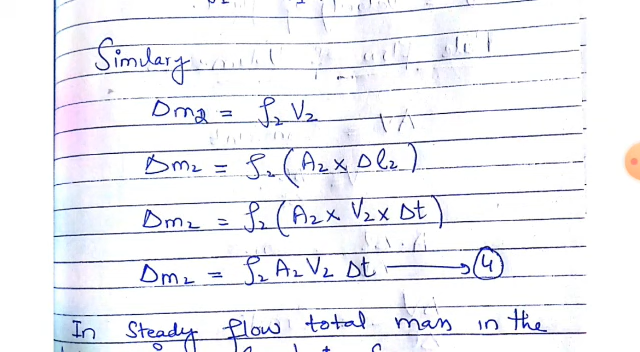 Similary
Δm2 = ρ2 V2
Δm2 = ρ2 (A2 × Δl2)
Δm2 = ρ2 (A2 × V2 × Δt)
Δm2 = ρ2 A2 V2 Δt ⟶ ④
In steady flow total mass in the